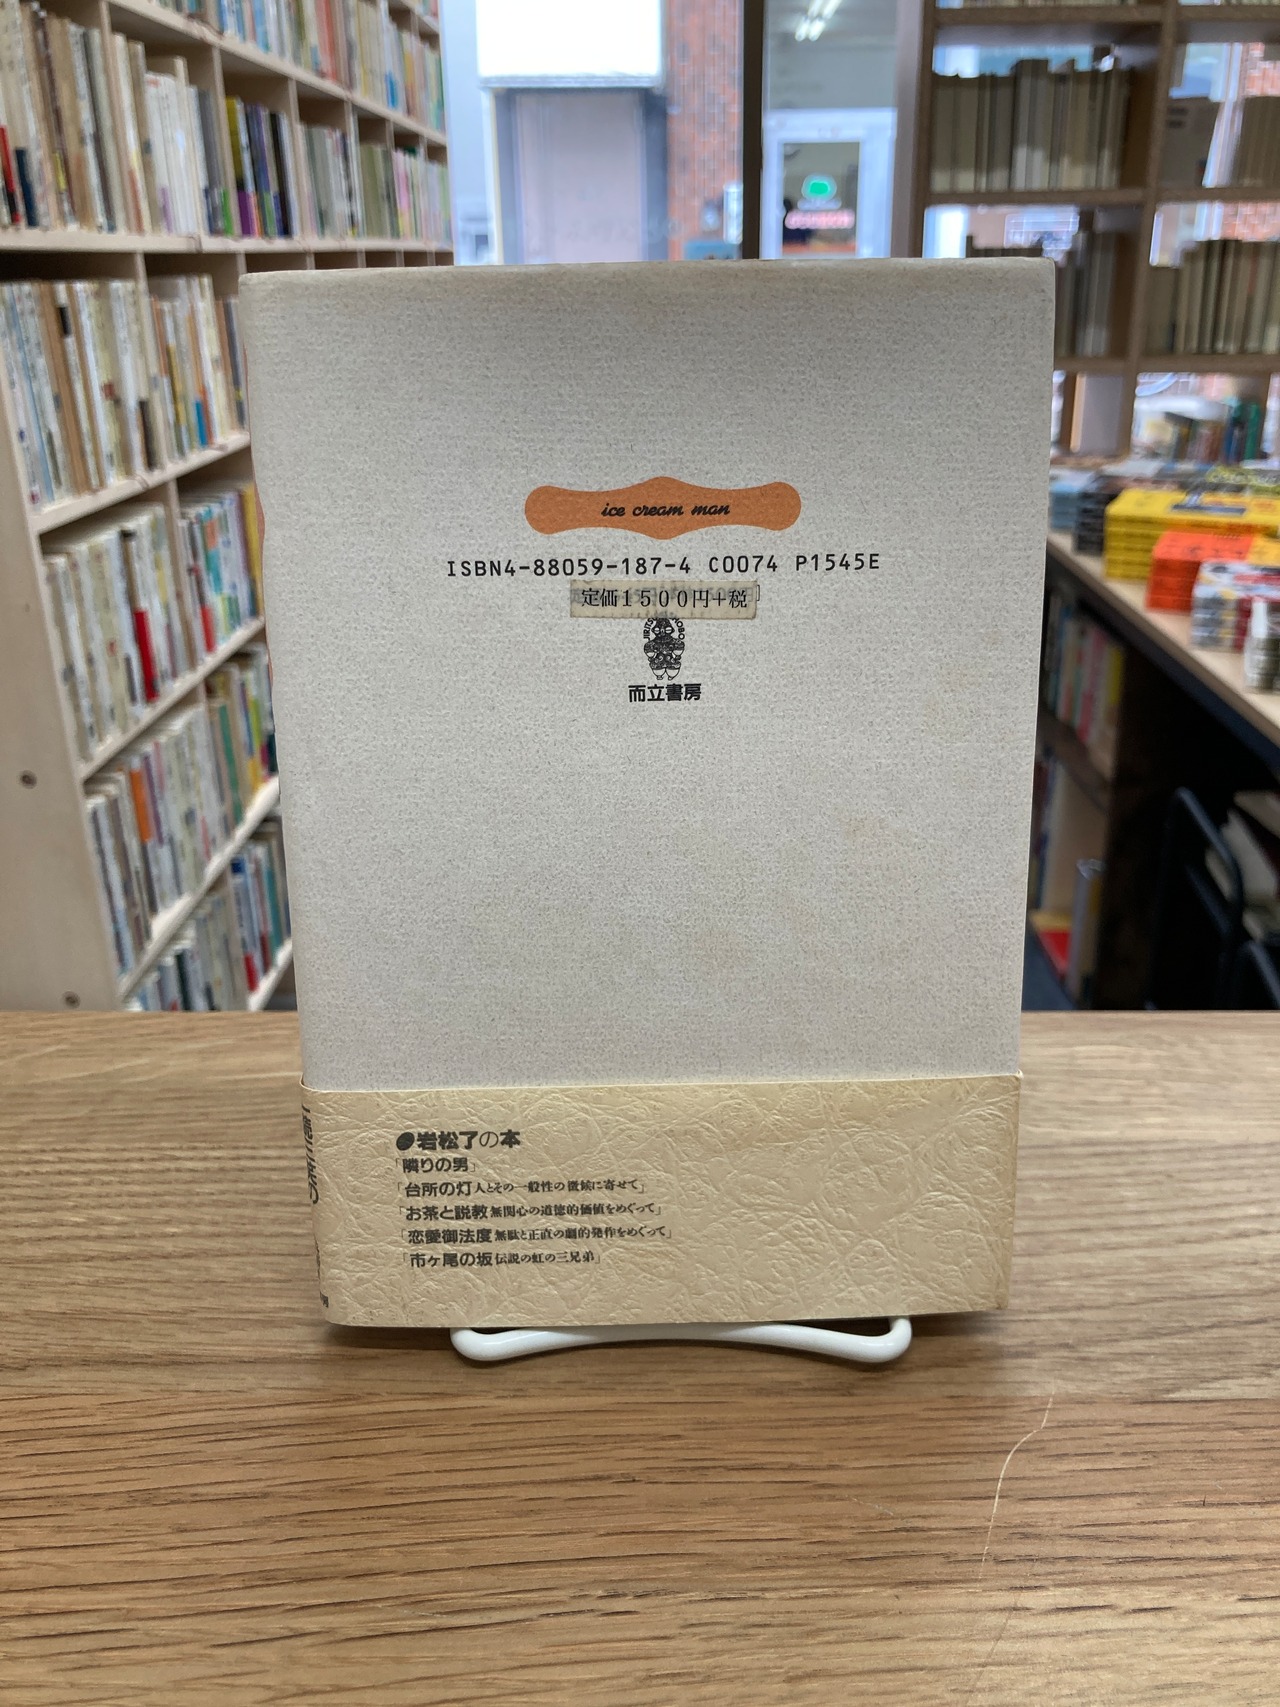 ice cream man
ISBN4-88059-187-4 C0074 P1545E
定価1500円+税
而立書房
●岩松了の本
「隣りの男」
「台所の灯 人とその一般性の徴候に寄せて」
「お茶と説教 無関心の道徳的価値をめぐって」
「恋愛御法度 無駄と正直の劇的発作をめぐって」
「市ヶ尾の坂 伝説の虹の三兄弟」